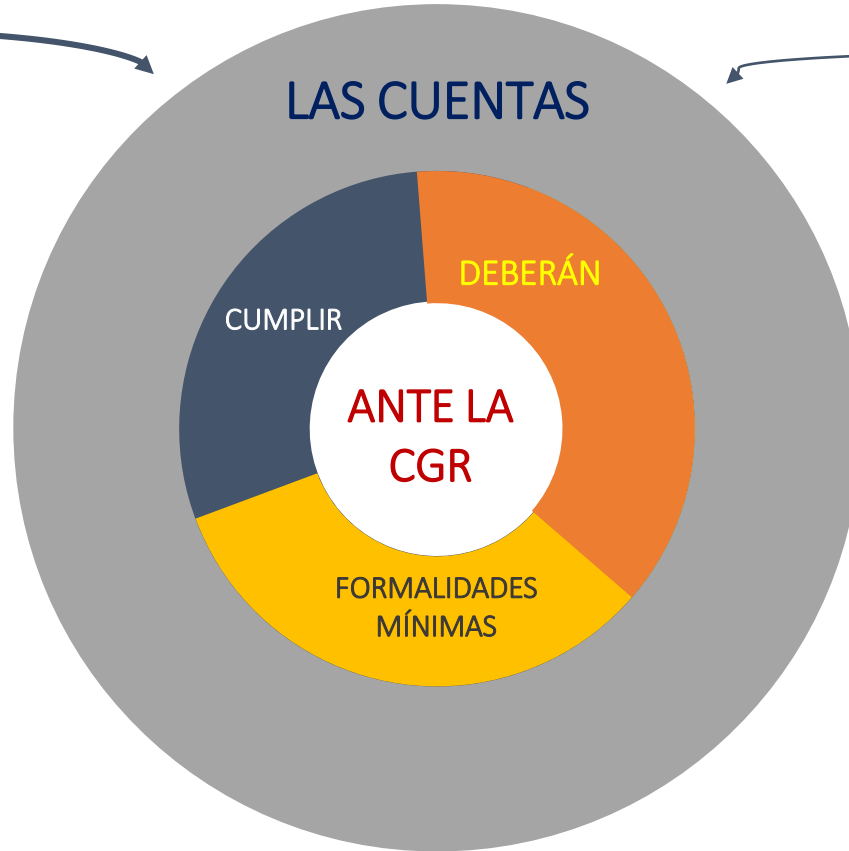 LAS CUENTAS
DEBERÁN
CUMPLIR
FORMALIDADES
MÍNIMAS
ANTE LA
CGR